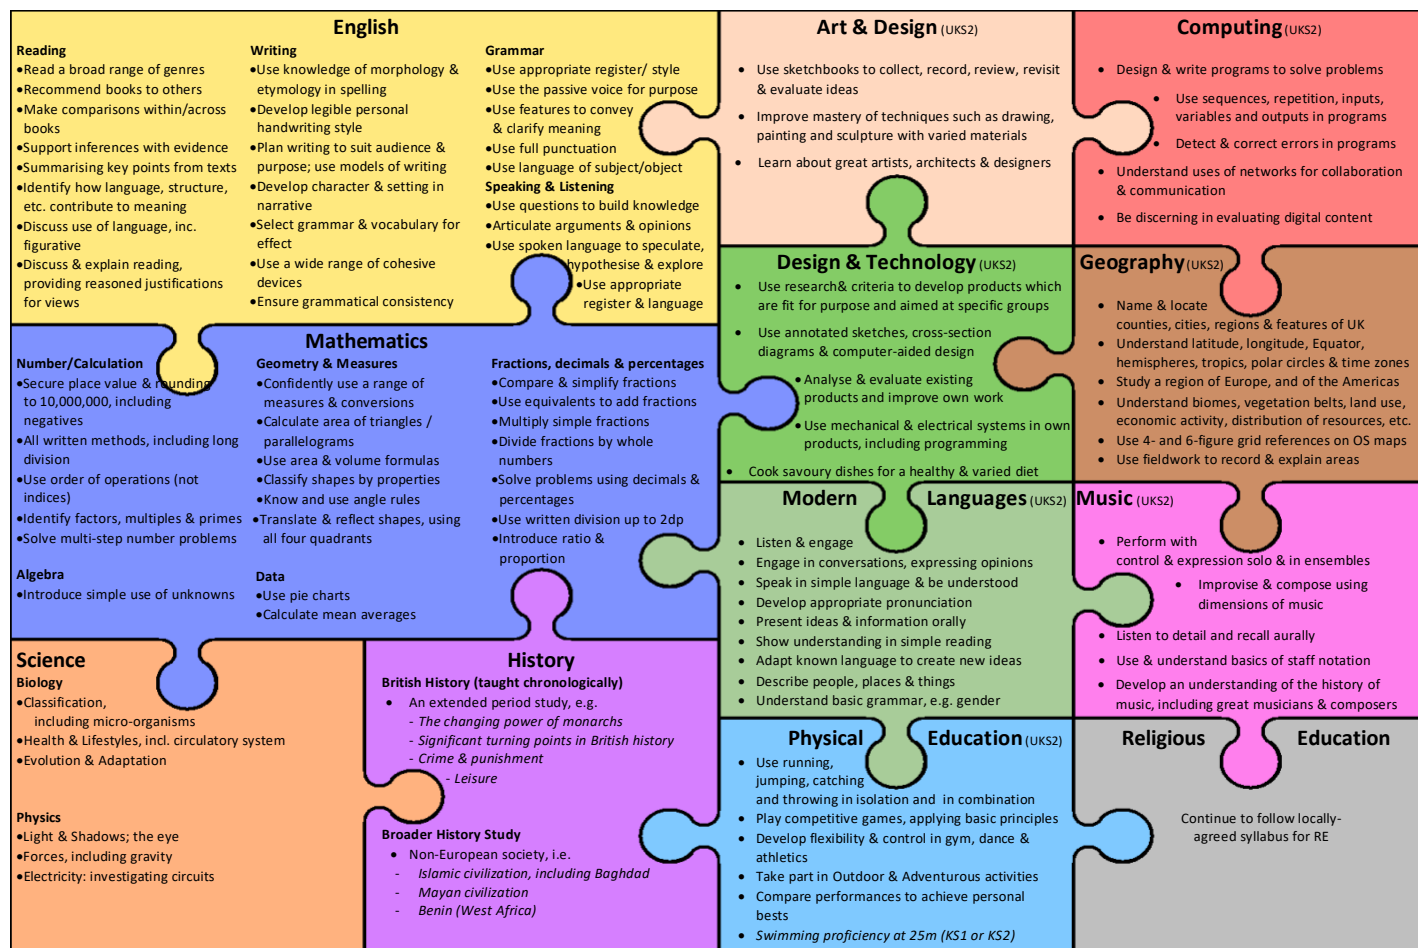 English
Reading
•Read a broad range of genres
•Recommend books to others
•Make comparisons within/across
books
•Support inferences with evidence
•Summarising key points from texts
•Identify how language, structure,
etc. contribute to meaning
•Discuss use of language, inc.
figurative
•Discuss & explain reading,
providing reasoned justifications
for views
Writing
•Use knowledge of morphology &
etymology in spelling
•Develop legible personal
handwriting style
•Plan writing to suit audience &
purpose; use models of writing
•Develop character & setting in
narrative
•Select grammar & vocabulary for
effect
•Use a wide range of cohesive
devices
•Ensure grammatical consistency
Grammar
•Use appropriate register/ style
•Use the passive voice for purpose
•Use features to convey
& clarify meaning
•Use full punctuation
•Use language of subject/object
Speaking & Listening
•Use questions to build knowledge
•Articulate arguments & opinions
•Use spoken language to speculate,
hypothesise & explore
•Use appropriate
register & language
Art & Design (UKS2)
• Use sketchbooks to collect, record, review, revisit
& evaluate ideas
• Improve mastery of techniques such as drawing,
painting and sculpture with varied materials
• Learn about great artists, architects & designers
Computing (UKS2)
• Design & write programs to solve problems
• Use sequences, repetition, inputs,
variables and outputs in programs
• Detect & correct errors in programs
• Understand uses of networks for collaboration
& communication
• Be discerning in evaluating digital content
Mathematics
Number/Calculation
•Secure place value & rounding
to 10,000,000, including
negatives
•All written methods, including long
division
•Use order of operations (not
indices)
•Identify factors, multiples & primes
•Solve multi-step number problems
Algebra
•Introduce simple use of unknowns
Geometry & Measures
•Confidently use a range of
measures & conversions
•Calculate area of triangles /
parallelograms
•Use area & volume formulas
•Classify shapes by properties
•Know and use angle rules
•Translate & reflect shapes, using
all four quadrants
Data
•Use pie charts
•Calculate mean averages
Fractions, decimals & percentages
•Compare & simplify fractions
•Use equivalents to add fractions
•Multiply simple fractions
•Divide fractions by whole
numbers
•Solve problems using decimals &
percentages
•Use written division up to 2dp
•Introduce ratio &
proportion
Design & Technology (UKS2)
• Use research& criteria to develop products which
are fit for purpose and aimed at specific groups
• Use annotated sketches, cross-section
diagrams & computer-aided design
•Analyse & evaluate existing
products and improve own work
•Use mechanical & electrical systems in own
products, including programming
• Cook savoury dishes for a healthy & varied diet
Geography(UKS2)
• Name & locate
counties, cities, regions & features of UK
• Understand latitude, longitude, Equator,
hemispheres, tropics, polar circles & time zones
• Study a region of Europe, and of the Americas
• Understand biomes, vegetation belts, land use,
economic activity, distribution of resources, etc.
• Use 4- and 6-figure grid references on OS maps
• Use fieldwork to record & explain areas
Modern Languages (UKS2)
• Listen & engage
• Engage in conversations, expressing opinions
• Speak in simple language & be understood
• Develop appropriate pronunciation
• Present ideas & information orally
• Show understanding in simple reading
• Adapt known language to create new ideas
• Describe people, places & things
• Understand basic grammar, e.g. gender
Music (UKS2)
• Perform with
control & expression solo & in ensembles
• Improvise & compose using
dimensions of music
• Listen to detail and recall aurally
• Use & understand basics of staff notation
• Develop an understanding of the history of
music, including great musicians & composers
Science
Biology
•Classification,
including micro-organisms
•Health & Lifestyles, incl. circulatory system
•Evolution & Adaptation
Physics
•Light & Shadows; the eye
•Forces, including gravity
•Electricity: investigating circuits
History
British History (taught chronologically)
• An extended period study, e.g.
- The changing power of monarchs
- Significant turning points in British history
- Crime & punishment
- Leisure
Broader History Study
• Non-European society, i.e.
- Islamic civilization, including Baghdad
- Mayan civilization
- Benin (West Africa)
Physical Education (UKS2)
• Use running,
jumping, catching
and throwing in isolation and in combination
• Play competitive games, applying basic principles
• Develop flexibility & control in gym, dance &
athletics
• Take part in Outdoor & Adventurous activities
• Compare performances to achieve personal
bests
• Swimming proficiency at 25m (KS1 or KS2)
Religious Education
Continue to follow locally-
agreed syllabus for RE